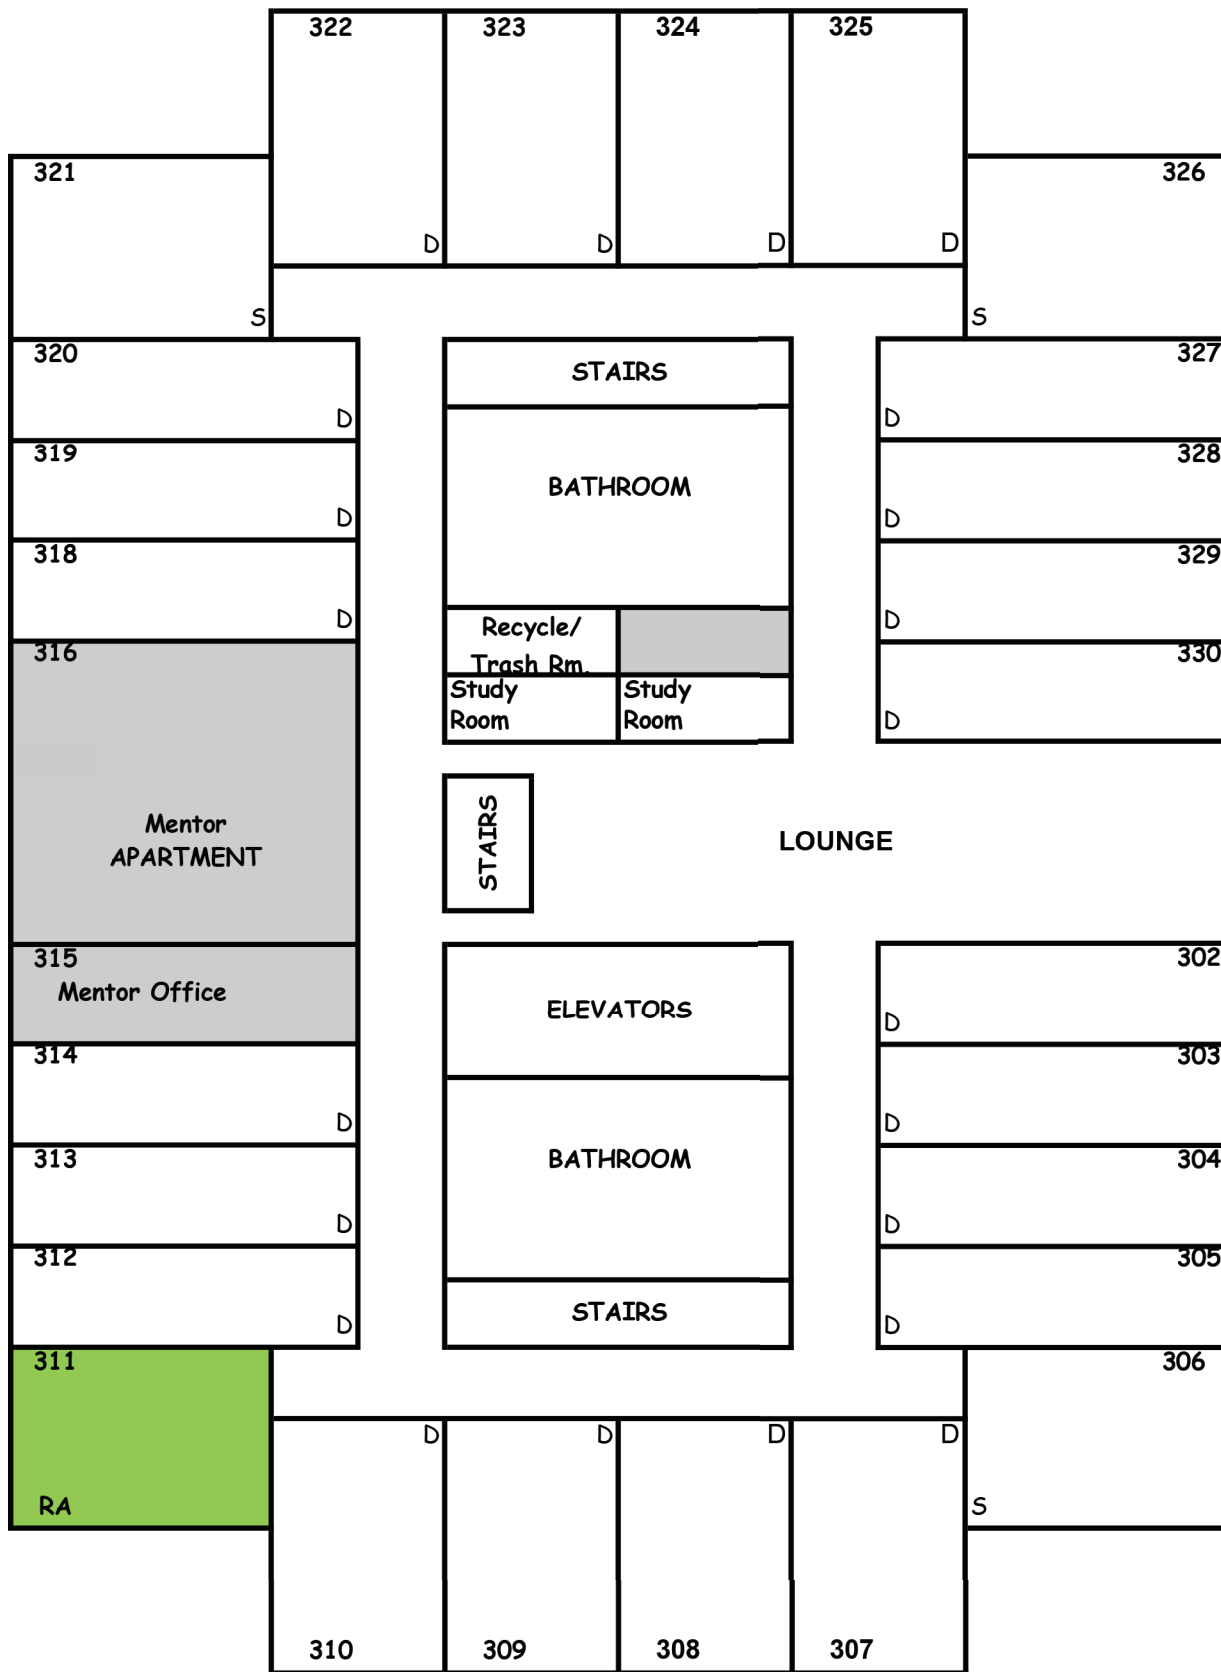 322 323 324 325
321 326
D D D D
S S
320 STAIRS 327
D D
319 328
BATHROOM
D D
318 329
D Recycle/ D
Trash Rm.
316 330
Study Study
Room Room D
Mentor
APARTMENT
STAIRS
LOUNGE
315 302
Mentor Office
ELEVATORS
D
314 303
D D
313 BATHROOM 304
D D
312 305
STAIRS
D D
311 306
D D D D
RA S
310 309 308 307